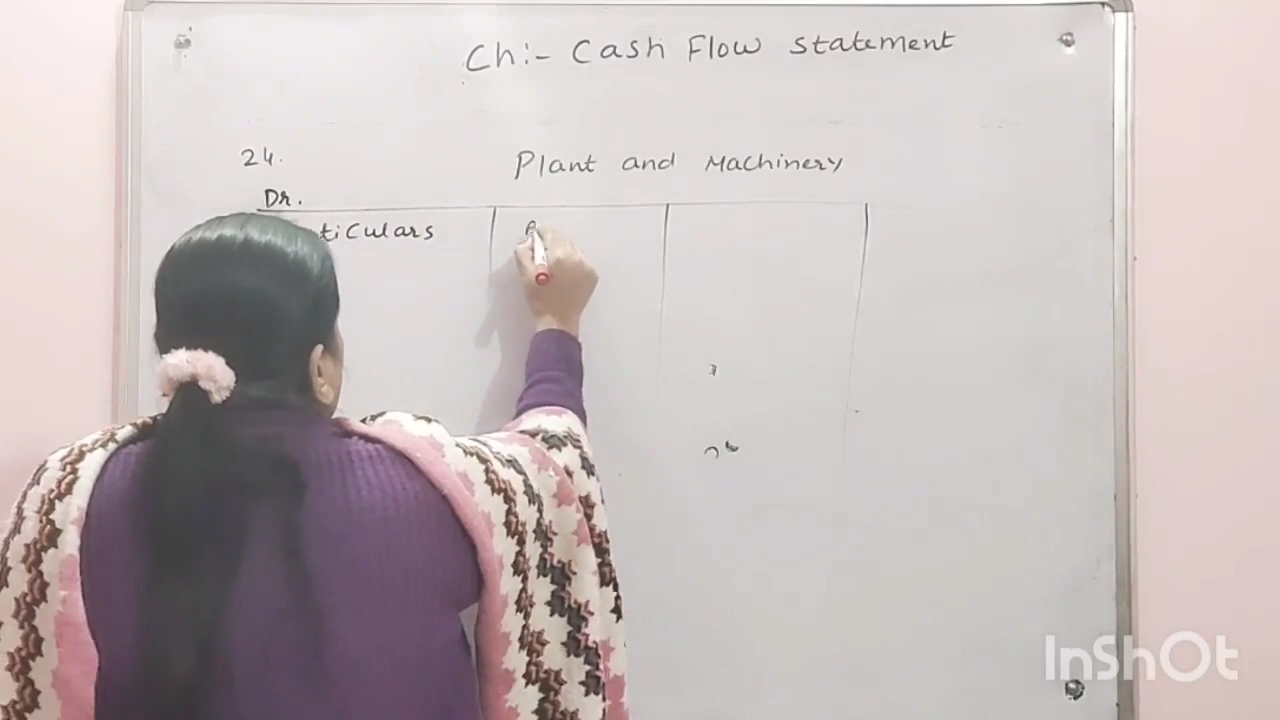 Ch:- Cash Flow Statement
24.
Plant and Machinery
Dr.
ticulars
InShOt